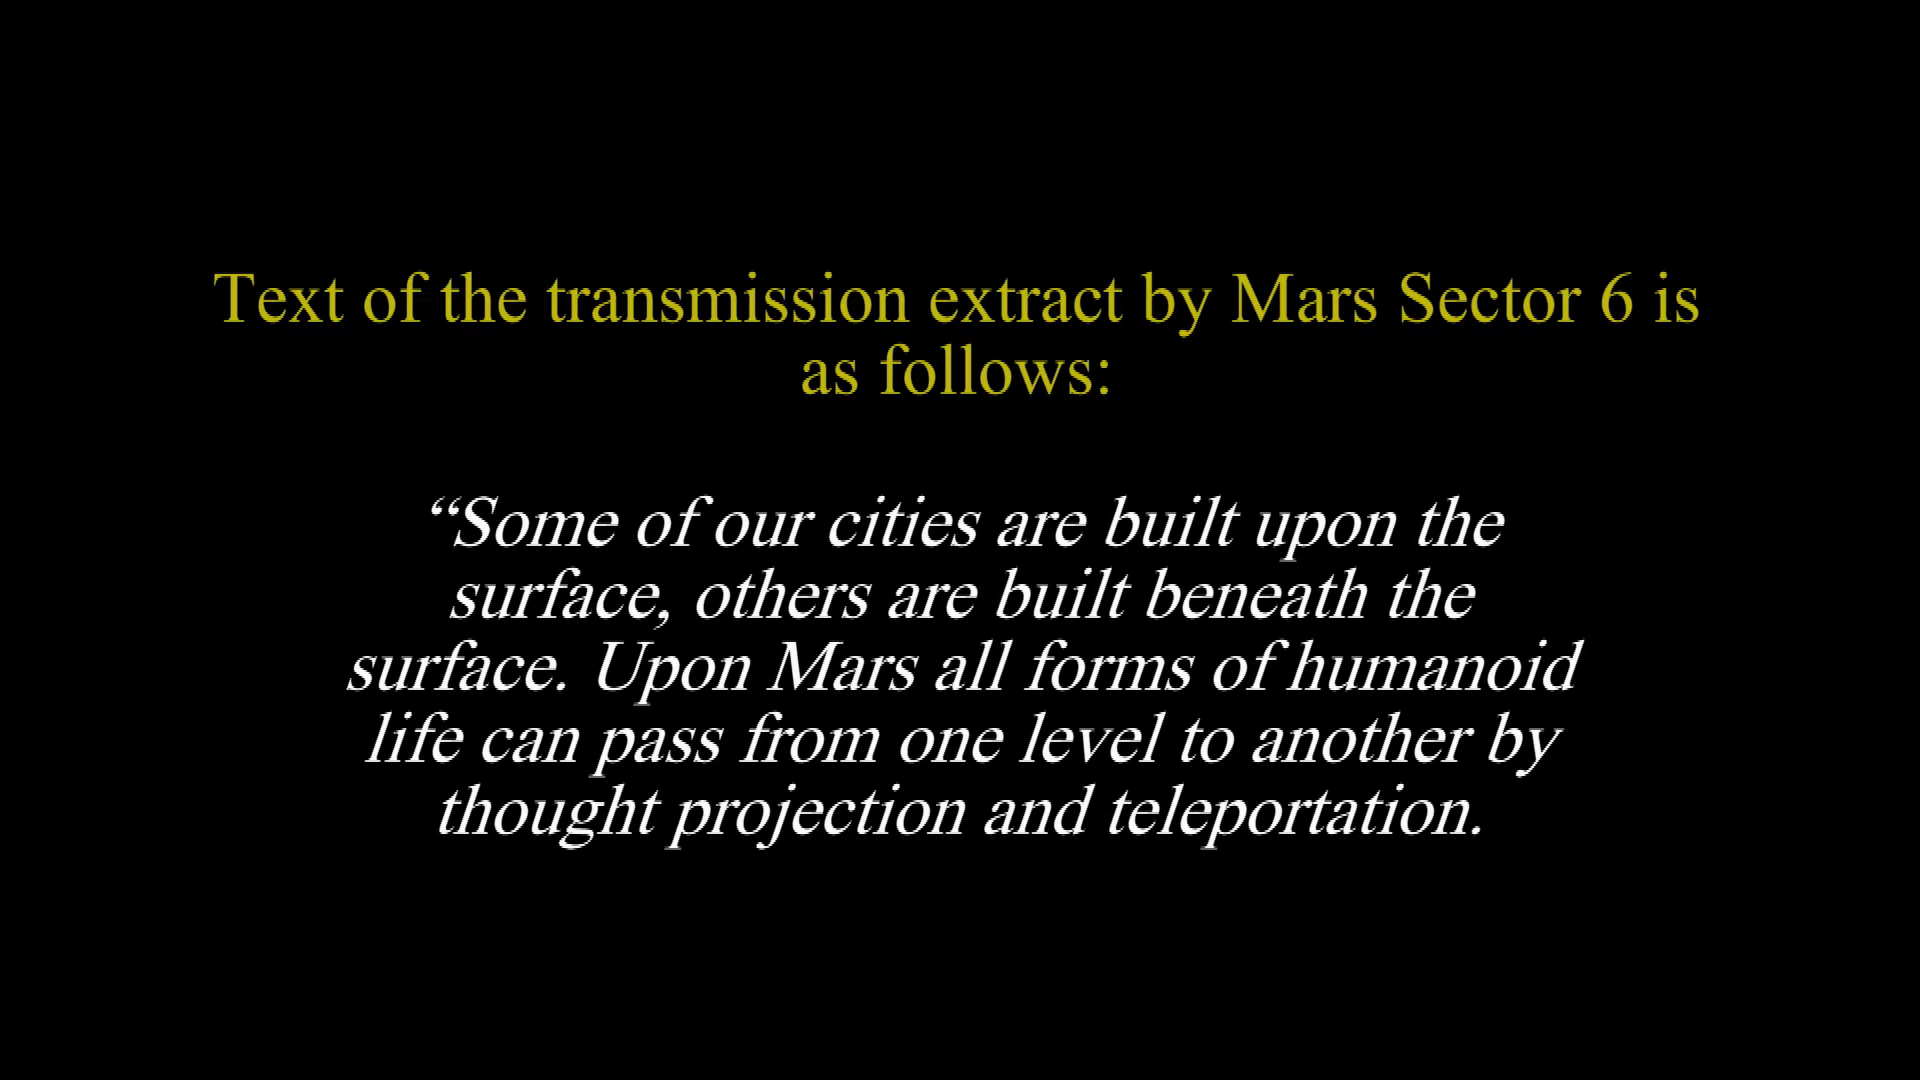 Text of the transmission extract by Mars Sector 6 is
as follows:
“Some of our cities are built upon the
surface, others are built beneath the
surface. Upon Mars all forms of humanoid
life can pass from one level to another by
thought projection and teleportation.